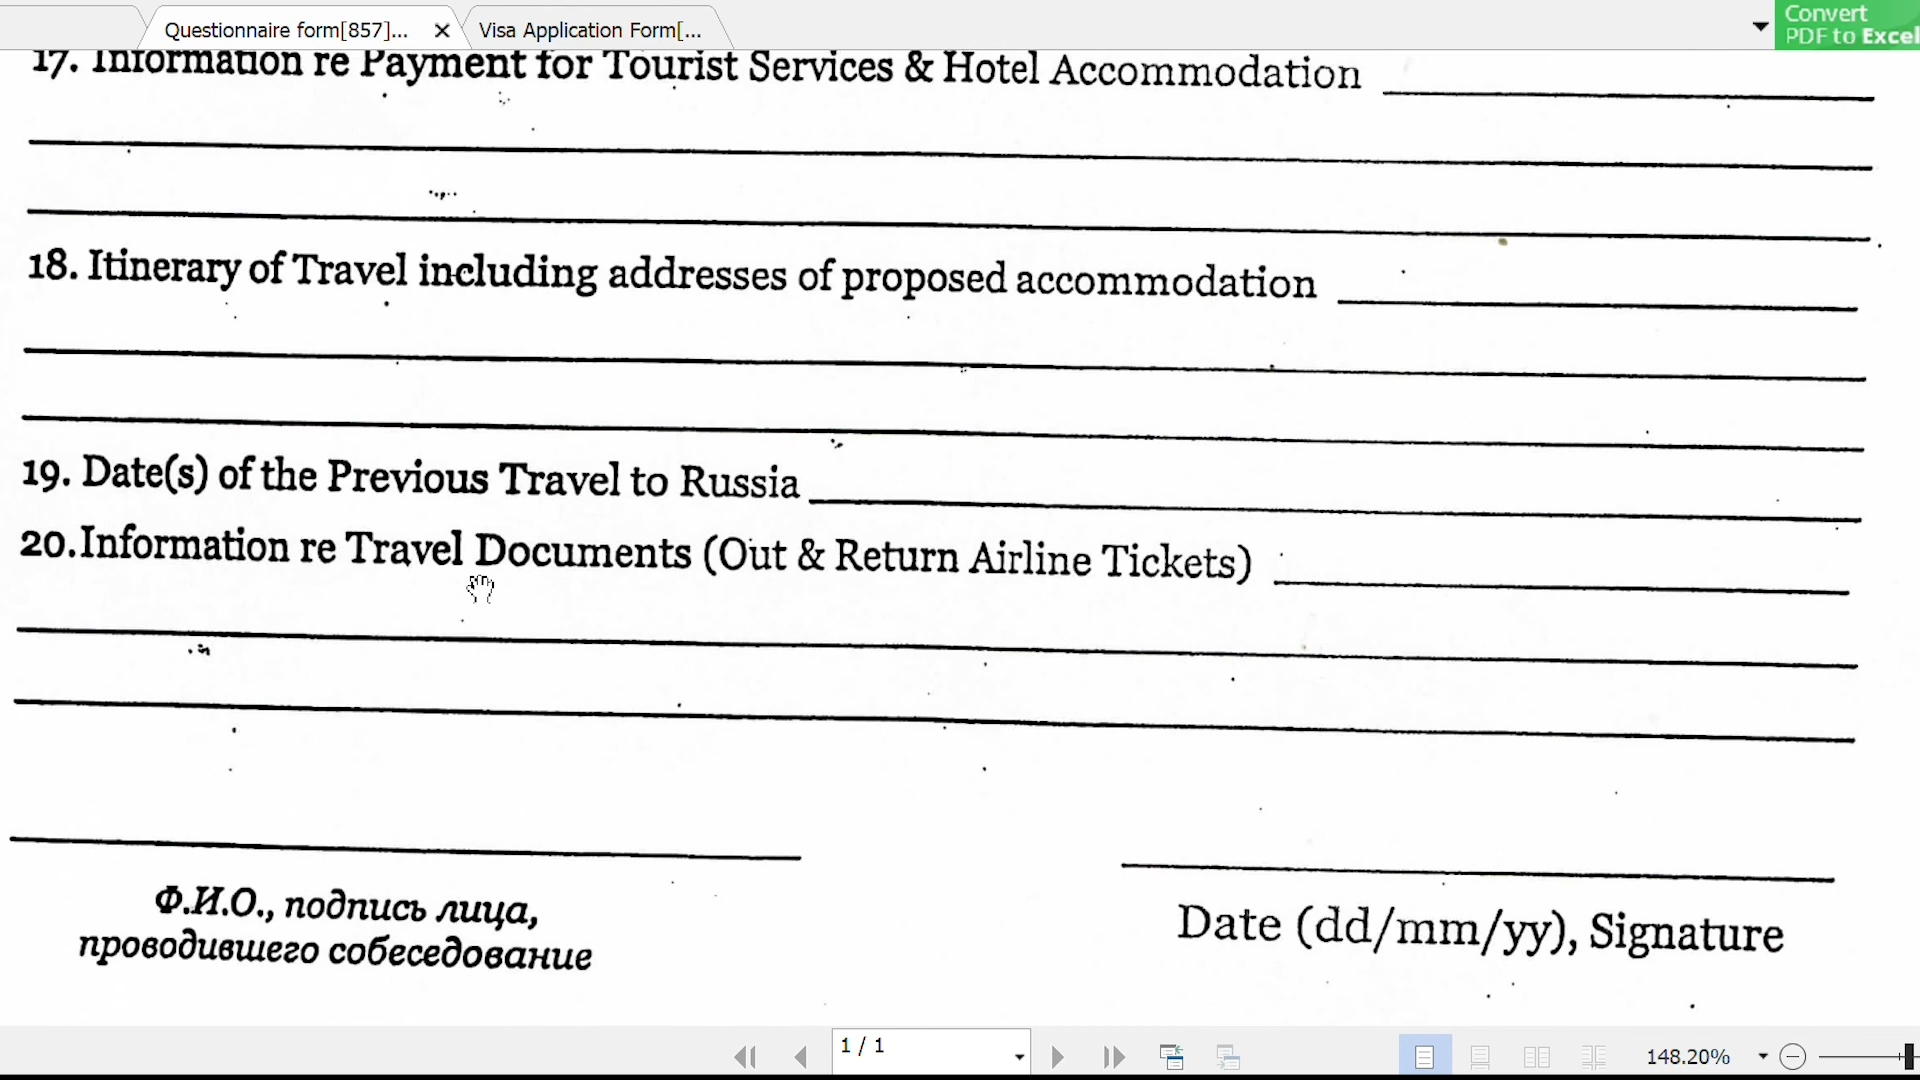 Questionnaire form[857]...
Visa Application Form[...
Convert
PDF to Excel
17. Information re Payment for Tourist Services & Hotel Accommodation
18. Itinerary of Travel including addresses of proposed accommodation
19. Date(s) of the Previous Travel to Russia
20.Information re Travel Documents (Out & Return Airline Tickets)
Ф.И.О., подпись лица,
проводившего собеседование
Date (dd/mm/yy), Signature
1 / 1
148.20%